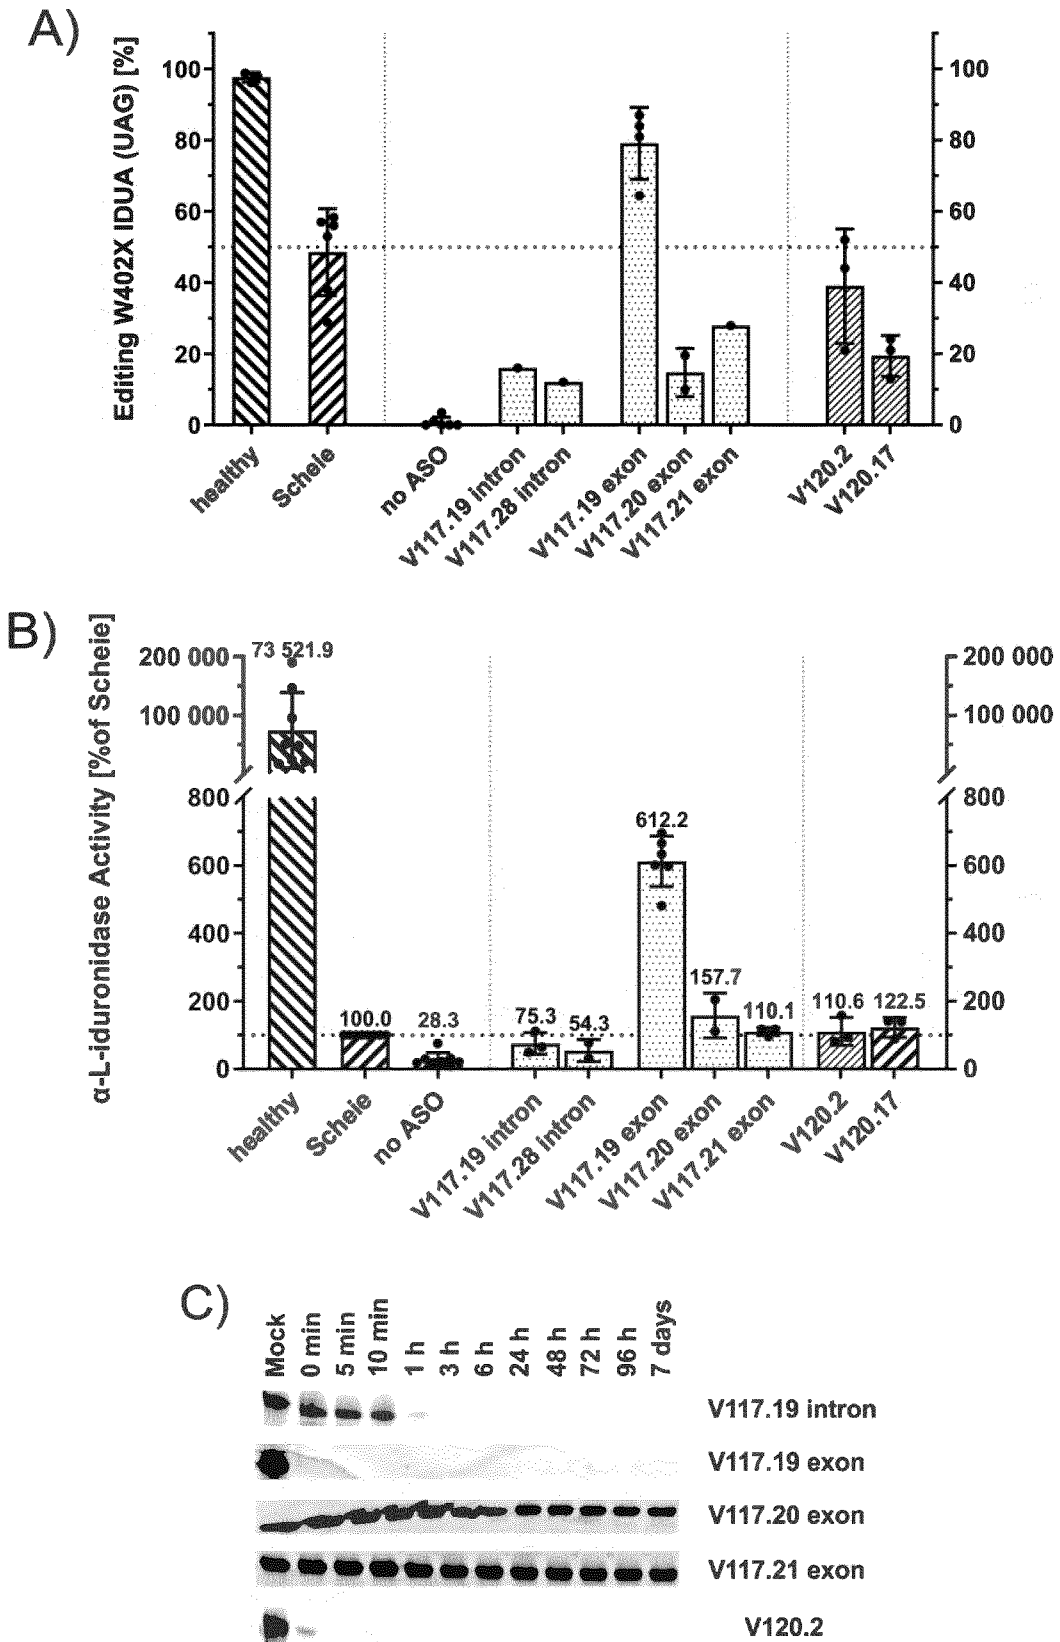 A)
Editing W402X IDUA (UAG) [%]
100 100
80 80
60 60
40 40
20 20
0 0
healthy Scheie no ASO V117.19 intron V117.28 intron V117.19 exon V117.20 exon V117.21 exon V120.2 V120.17
B)
α-L-iduronidase Activity [%of Scheie]
200 000 73 521.9 200 000
100 000 100 000
800 800
612.2
600 600
400 400
157.7
200 100.0 28.3 75.3 54.3 110.1 110.6 122.5 200
0 0
healthy Scheie no ASO V117.19 intron V117.28 intron V117.19 exon V117.20 exon V117.21 exon V120.2 V120.17
C)
Mock 0 min 5 min 10 min 1 h 3 h 6 h 24 h 48 h 72 h 96 h 7 days
V117.19 intron
V117.19 exon
V117.20 exon
V117.21 exon
V120.2